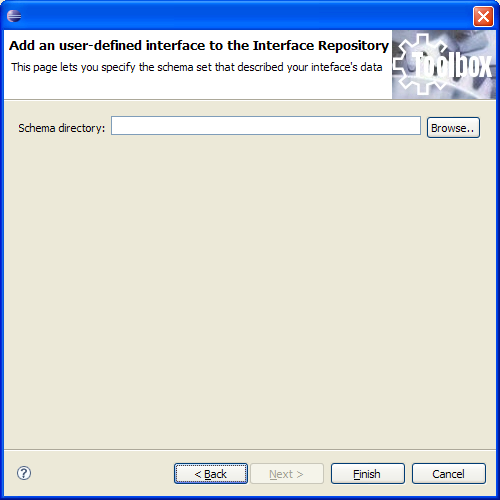 Add an user-defined interface to the Interface Repository
This page lets you specify the schema set that described your inteface's data
Toolbox
Schema directory:
Browse..
?
< Back
Next >
Finish
Cancel